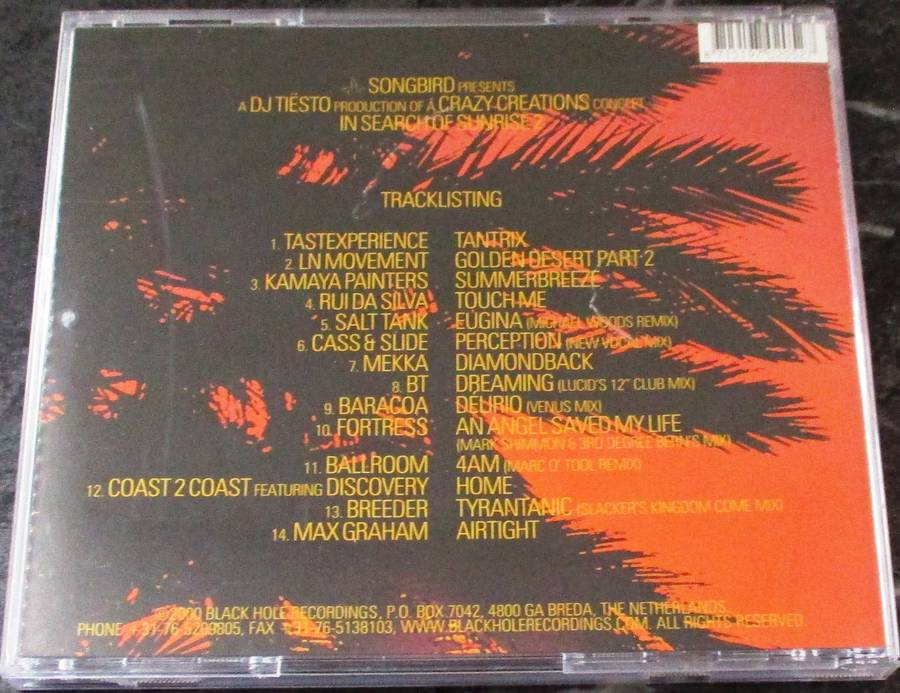 SONGBIRD PRESENTS
A DJ TIËSTO PRODUCTION OF A CRAZY CREATIONS CONCEPT
IN SEARCH OF SUNRISE 2
TRACKLISTING
1. TASTEXPERIENCE TANTRIX
2. LN MOVEMENT GOLDEN DESERT PART 2
3. KAMAYA PAINTERS SUMMERBREEZE
4. RUI DA SILVA TOUCH ME
5. SALT TANK EUGINA (MICHAEL WOODS REMIX)
6. CASS & SLIDE PERCEPTION (NEW VOCAL MIX)
7. MEKKA DIAMONDBACK
8. BT DREAMING (LUCID'S 12" CLUB MIX)
9. BARACOA DELIRIO (VENUS MIX)
10. FORTRESS AN ANGEL SAVED MY LIFE
(MARK SHIMMON & 3RD DEGREE BERN'S MIX)
11. BALLROOM 4AM (MARC O' TOOL REMIX)
12. COAST 2 COAST FEATURING DISCOVERY HOME
13. BREEDER TYRANTANIC (SLACKER'S KINGDOM COME MIX)
14. MAX GRAHAM AIRTIGHT
©2000 BLACK HOLE RECORDINGS, P.O. BOX 7042, 4800 GA BREDA, THE NETHERLANDS.
PHONE +31-76-5209805, FAX +31-76-5138103, WWW.BLACKHOLERECORDINGS.COM. ALL RIGHTS RESERVED.